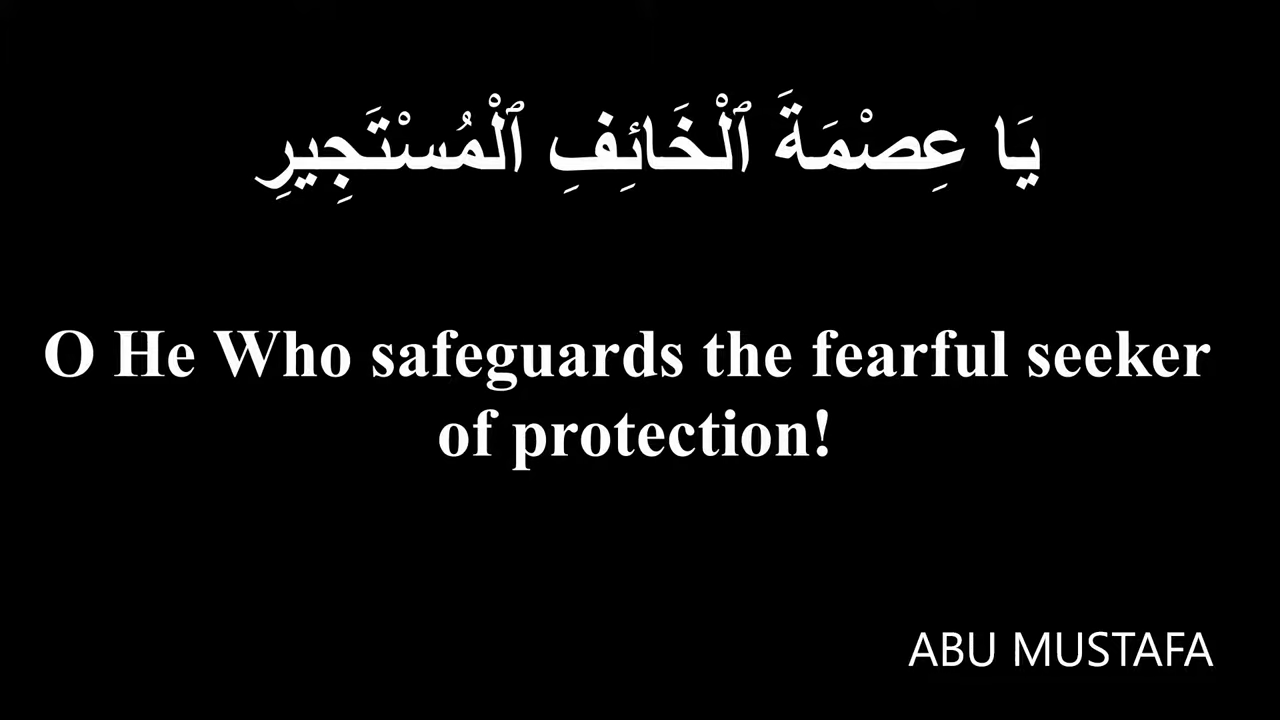 يَا عِصْمَةَ ٱلْخَائِفِ ٱلْمُسْتَجِيرِ
O He Who safeguards the fearful seeker
of protection!
ABU MUSTAFA